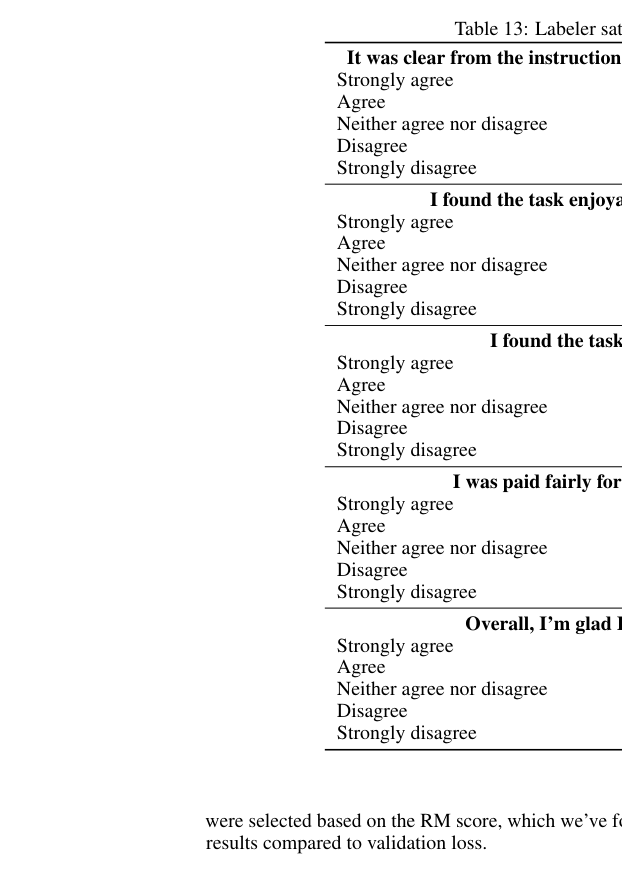 Table 13: Labeler
It was clear from the instruction
Strongly agree
Agree
Neither agree nor disagree
Disagree
Strongly disagree
I found the task
Strongly agree
Agree
Neither agree nor disagree
Disagree
Strongly disagree
I found the task
Strongly agree
Agree
Neither agree nor disagree
Disagree
Strongly disagree
I was paid fairly for
Strongly agree
Agree
Neither agree nor disagree
Disagree
Strongly disagree
Overall, I'm glad
Strongly agree
Agree
Neither agree nor disagree
Disagree
Strongly disagree
were selected based on the RM score, which we've
results compared to validation loss.